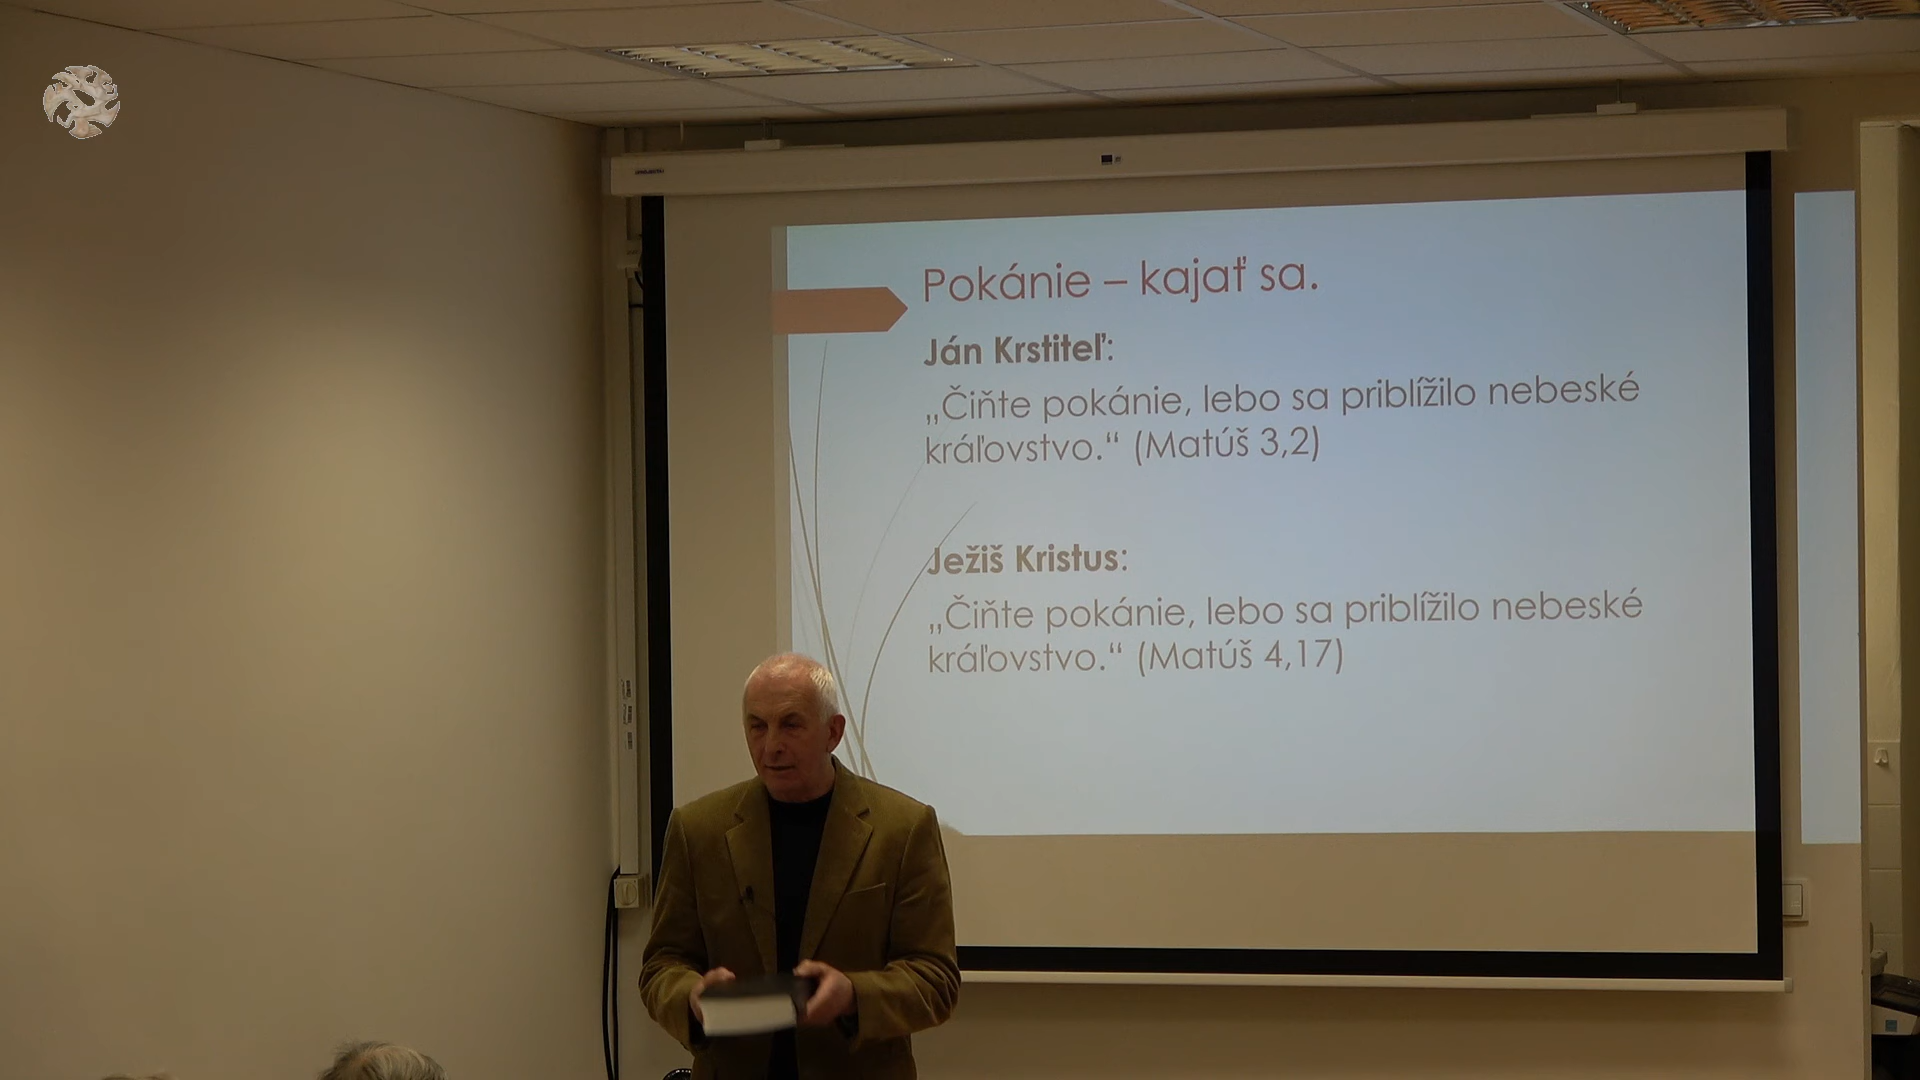 Pokánie – kajať sa.
Ján Krstiteľ:
„Čiňte pokánie, lebo sa priblížilo nebeské
kráľovstvo.“ (Matúš 3,2)
Ježiš Kristus:
„Čiňte pokánie, lebo sa priblížilo nebeské
kráľovstvo.“ (Matúš 4,17)